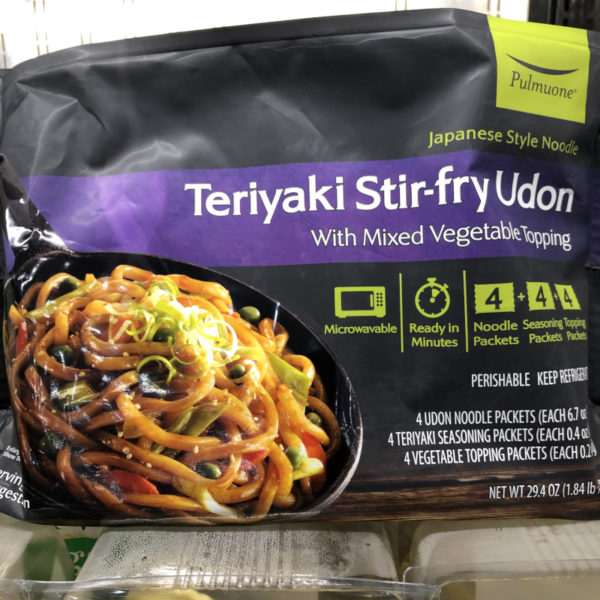 Pulmuone
Japanese Style Noodle
Teriyaki Stir-fry Udon
With Mixed Vegetable Topping
4 + 4 + 4
Microwavable
Ready in Minutes
Noodle Packets
Seasoning Packets
Topping Packets
PERISHABLE KEEP
4 UDON NOODLE PACKETS (EACH 6.7
4 TERIYAKI SEASONING PACKETS (EACH 0.4
4 VEGETABLE TOPPING PACKETS (EACH
NET WT 29.4 OZ (1.84 lb